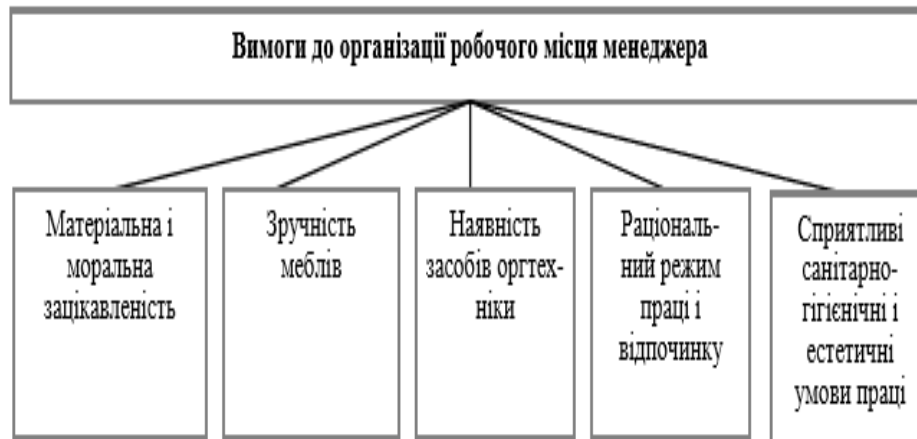 Вимоги до організації робочого місця менеджера
Матеріальна і
моральна
зацікавленість
Зручність
меблів
Наявність
засобів оргтех-
ніки
Раціональ-
ний режим
праці і
відпочинку
Сприятливі
санітарно-
гігієнічні і
естетичні
умови праці